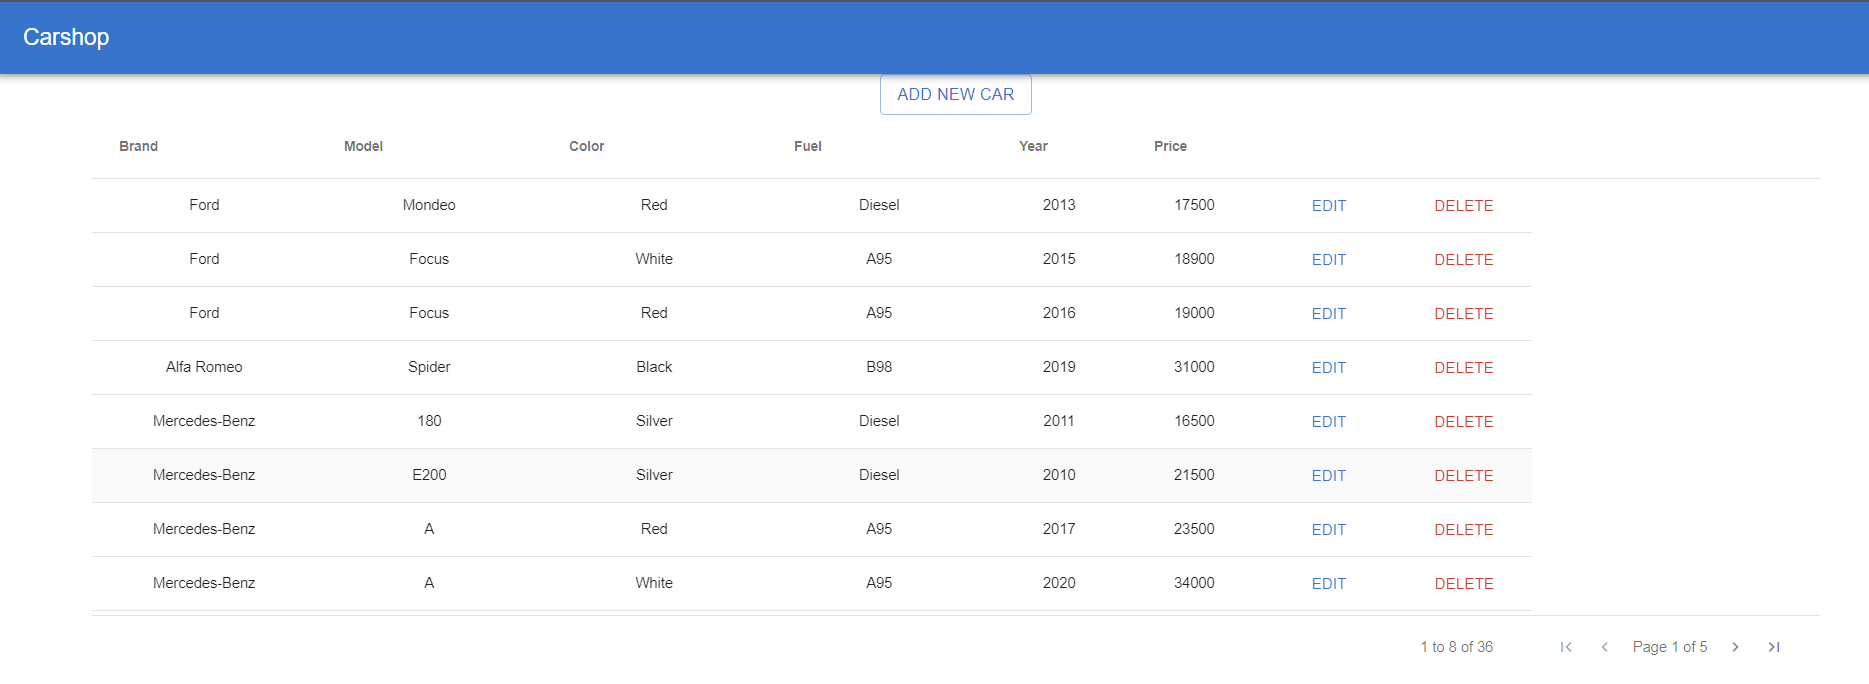 Carshop
ADD NEW CAR
Brand Model Color Fuel Year Price
Ford Mondeo Red Diesel 2013 17500 EDIT DELETE
Ford Focus White A95 2015 18900 EDIT DELETE
Ford Focus Red A95 2016 19000 EDIT DELETE
Alfa Romeo Spider Black B98 2019 31000 EDIT DELETE
Mercedes-Benz 180 Silver Diesel 2011 16500 EDIT DELETE
Mercedes-Benz E200 Silver Diesel 2010 21500 EDIT DELETE
Mercedes-Benz A Red A95 2017 23500 EDIT DELETE
Mercedes-Benz A White A95 2020 34000 EDIT DELETE
1 to 8 of 36 Page 1 of 5